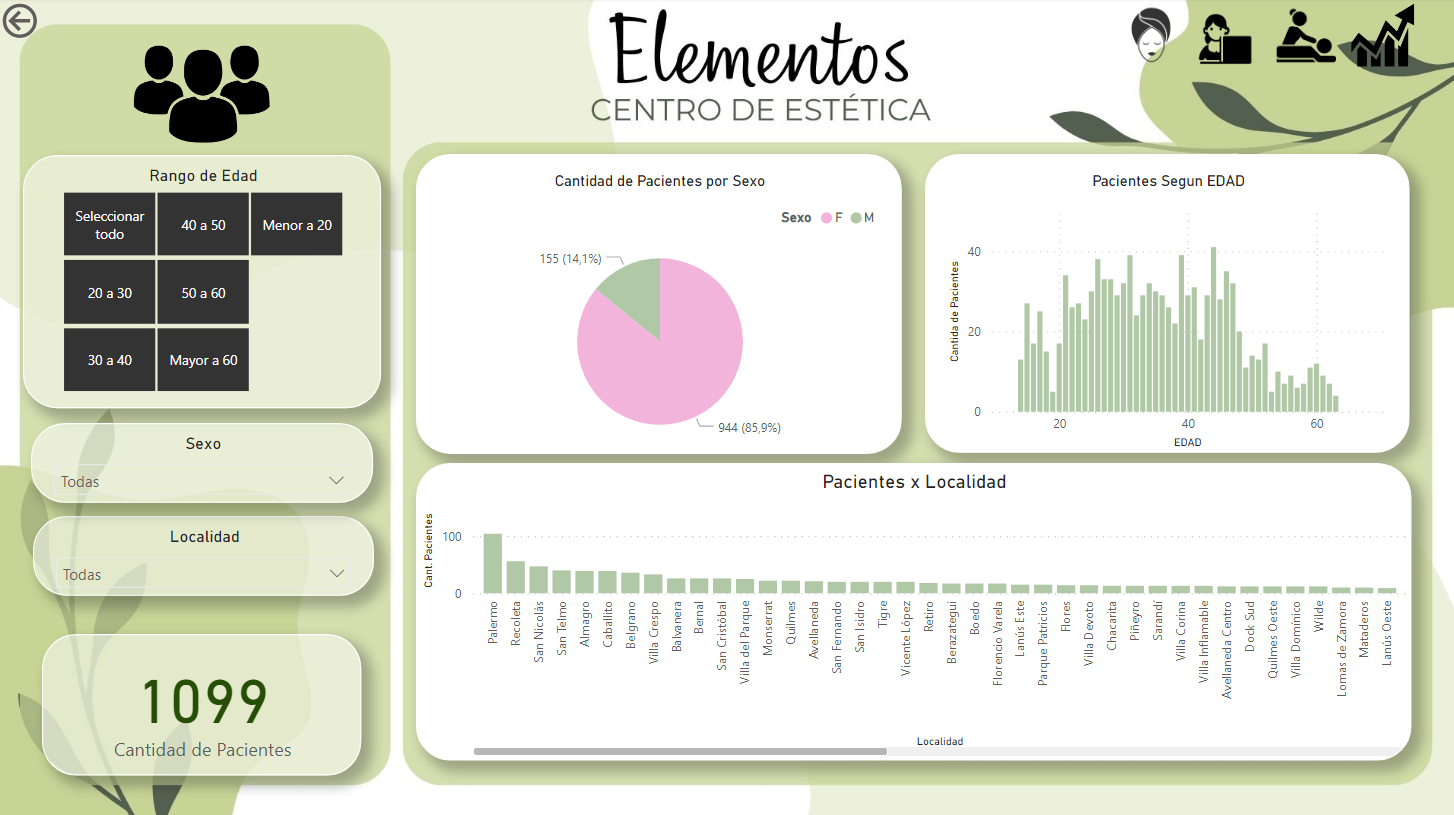 Elementos
CENTRO DE ESTÉTICA
Rango de Edad
Seleccionar todo
40 a 50
Menor a 20
20 a 30
50 a 60
30 a 40
Mayor a 60
Sexo
Todas
Localidad
Todas
1099
Cantidad de Pacientes
Cantidad de Pacientes por Sexo
Sexo F M
155 (14,1%)
944 (85,9%)
Pacientes Segun EDAD
Cantida de Pacientes
40
20
0
20 40 60
EDAD
Pacientes x Localidad
Cant. Pacientes
100
0
Palermo
Recoleta
San Nicolás
San Telmo
Almagro
Caballito
Belgrano
Villa Crespo
Balvanera
Bernal
San Cristóbal
Villa del Parque
Monserrat
Quilmes
Avellaneda
San Fernando
San Isidro
Tigre
Vicente López
Retiro
Berazategui
Boedo
Florencio Varela
Lanús Este
Parque Patricios
Flores
Villa Devoto
Chacarita
Piñeyro
Sarandí
Villa Corina
Villa Inflamable
Avellaneda Centro
Dock Sud
Quilmes Oeste
Villa Domínico
Wilde
Lomas de Zamora
Mataderos
Lanús Oeste
Localidad